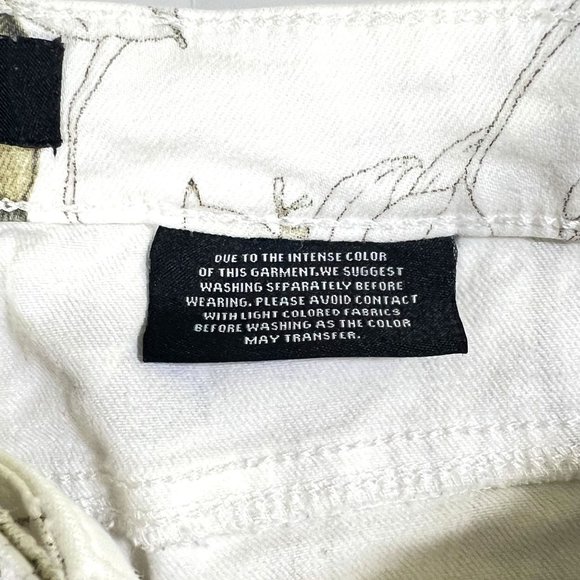 DUE TO THE INTENSE COLOR
OF THIS GARMENT.WE SUGGEST
WASHING SEPARATELY BEFORE
WEARING. PLEASE AVOID CONTACT
WITH LIGHT COLORED FABRICS
BEFORE WASHING AS THE COLOR
MAY TRANSFER.